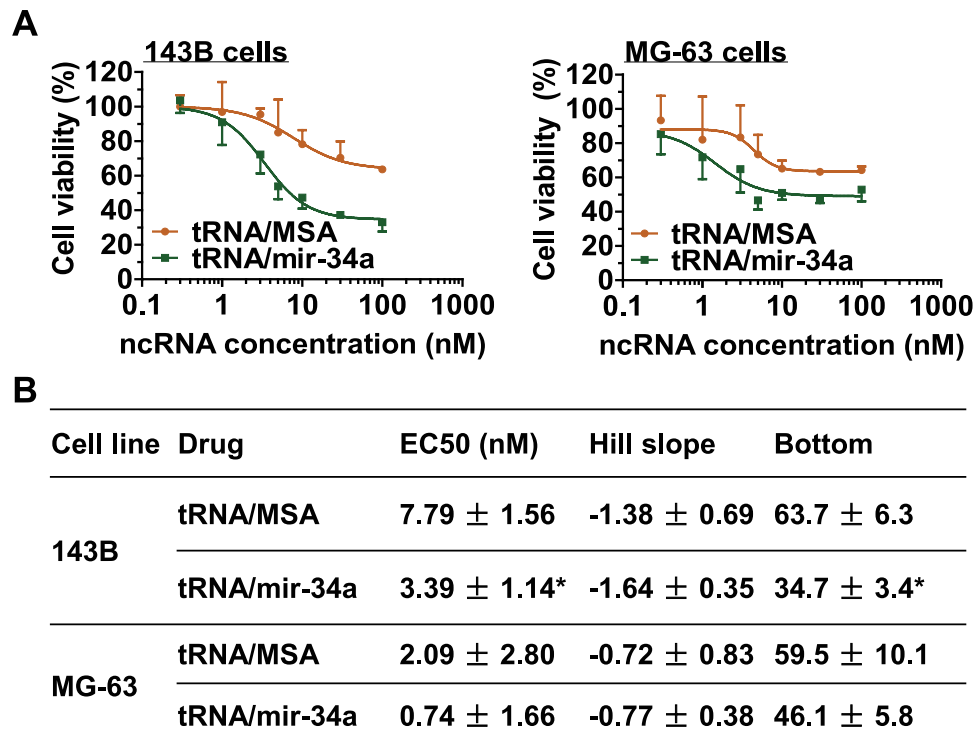 A
143B cells
Cell viability (%)
120
100
80
60
40
20
0
tRNA/MSA
tRNA/mir-34a
0.1 1 10 100 1000
ncRNA concentration (nM)
MG-63 cells
Cell viability (%)
120
100
80
60
40
20
0
tRNA/MSA
tRNA/mir-34a
0.1 1 10 100 1000
ncRNA concentration (nM)
B
Cell line Drug EC50 (nM) Hill slope Bottom
143B
tRNA/MSA 7.79 ± 1.56 -1.38 ± 0.69 63.7 ± 6.3
tRNA/mir-34a 3.39 ± 1.14* -1.64 ± 0.35 34.7 ± 3.4*
MG-63
tRNA/MSA 2.09 ± 2.80 -0.72 ± 0.83 59.5 ± 10.1
tRNA/mir-34a 0.74 ± 1.66 -0.77 ± 0.38 46.1 ± 5.8